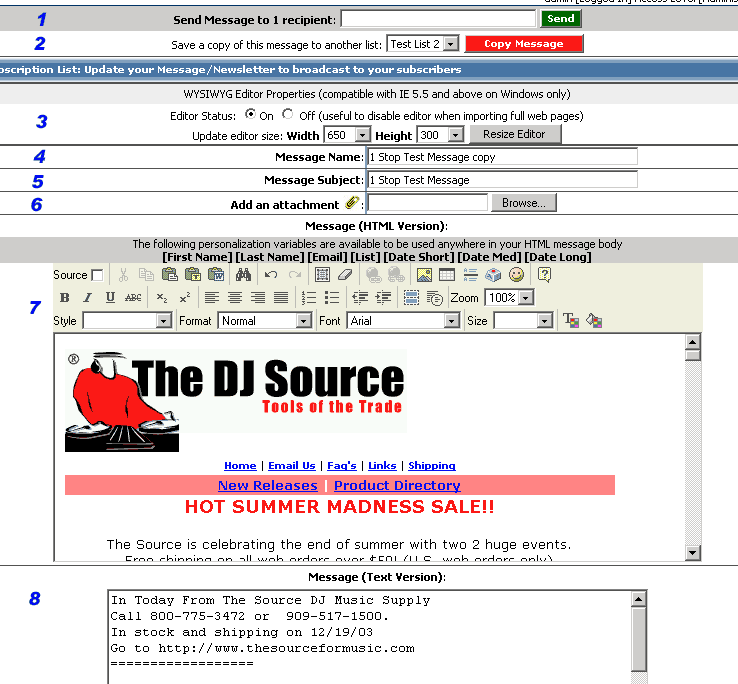 admin [Logged In] Access Level [Adminis
1 Send Message to 1 recipient: Send
2 Save a copy of this message to another list: Test List 2 Copy Message
oscription List: Update your Message/Newsletter to broadcast to your subscribers
WYSIWYG Editor Properties (compatible with IE 5.5 and above on Windows only)
3 Editor Status: On Off (useful to disable editor when importing full web pages)
Update editor size: Width 650 Height 300 Resize Editor
4 Message Name: 1 Stop Test Message copy
5 Message Subject: 1 Stop Test Message
6 Add an attachment : Browse...
Message (HTML Version):
The following personalization variables are available to be used anywhere in your HTML message body
[First Name] [Last Name] [Email] [List] [Date Short] [Date Med] [Date Long]
Source
7 B I U ABC x₂ x² Zoom 100%
Style Format Normal Font Arial Size
® The DJ Source
Tools of the Trade
Home | Email Us | Faq's | Links | Shipping
New Releases | Product Directory
HOT SUMMER MADNESS SALE!!
The Source is celebrating the end of summer with two 2 huge events.
Free shipping on all web orders over $50! (U.S. web orders only)
Message (Text Version):
8 In Today From The Source DJ Music Supply
Call 800-775-3472 or 909-517-1500.
In stock and shipping on 12/19/03
Go to http://www.thesourceformusic.com
==================